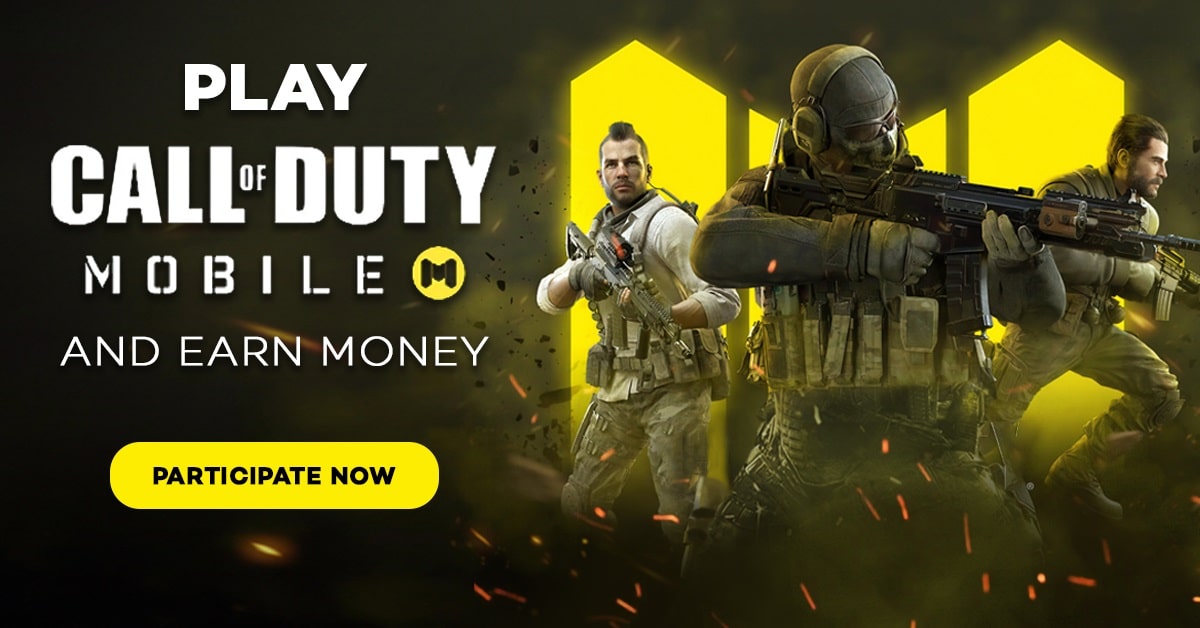 PLAY
CALL OF DUTY
MOBILE
AND EARN MONEY
PARTICIPATE NOW
®